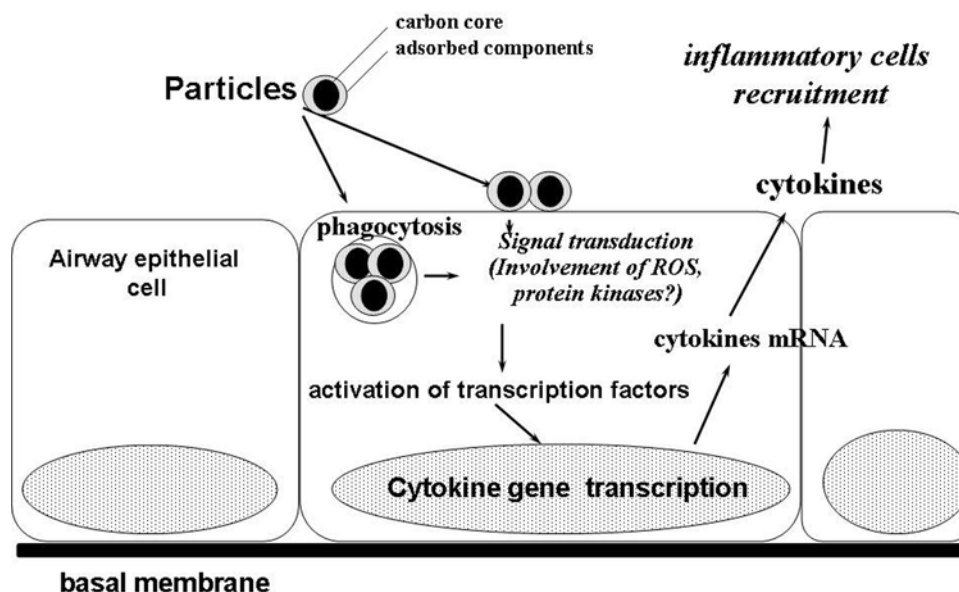 carbon core
adsorbed components
Particles
inflammatory cells
recruitment
cytokines
phagocytosis
Signal transduction
(Involvement of ROS,
protein kinases?)
Airway epithelial
cell
cytokines mRNA
activation of transcription factors
Cytokine gene transcription
basal membrane